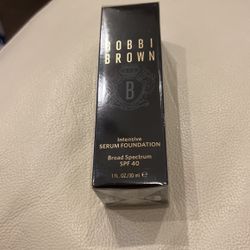 BOBBI
BROWN
B
Intensive
SERUM FOUNDATION
Broad Spectrum
SPF 40
1 FL.OZ./30 ml ℮